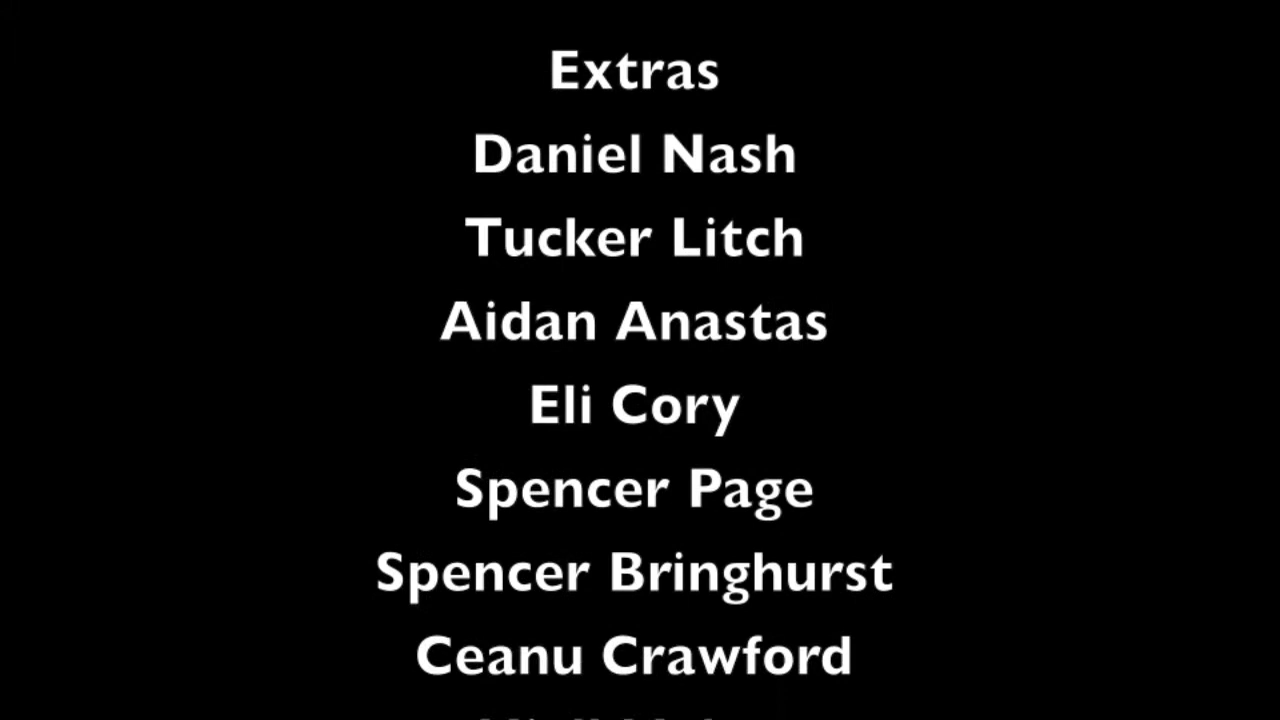 Extras
Daniel Nash
Tucker Litch
Aidan Anastas
Eli Cory
Spencer Page
Spencer Bringhurst
Ceanu Crawford